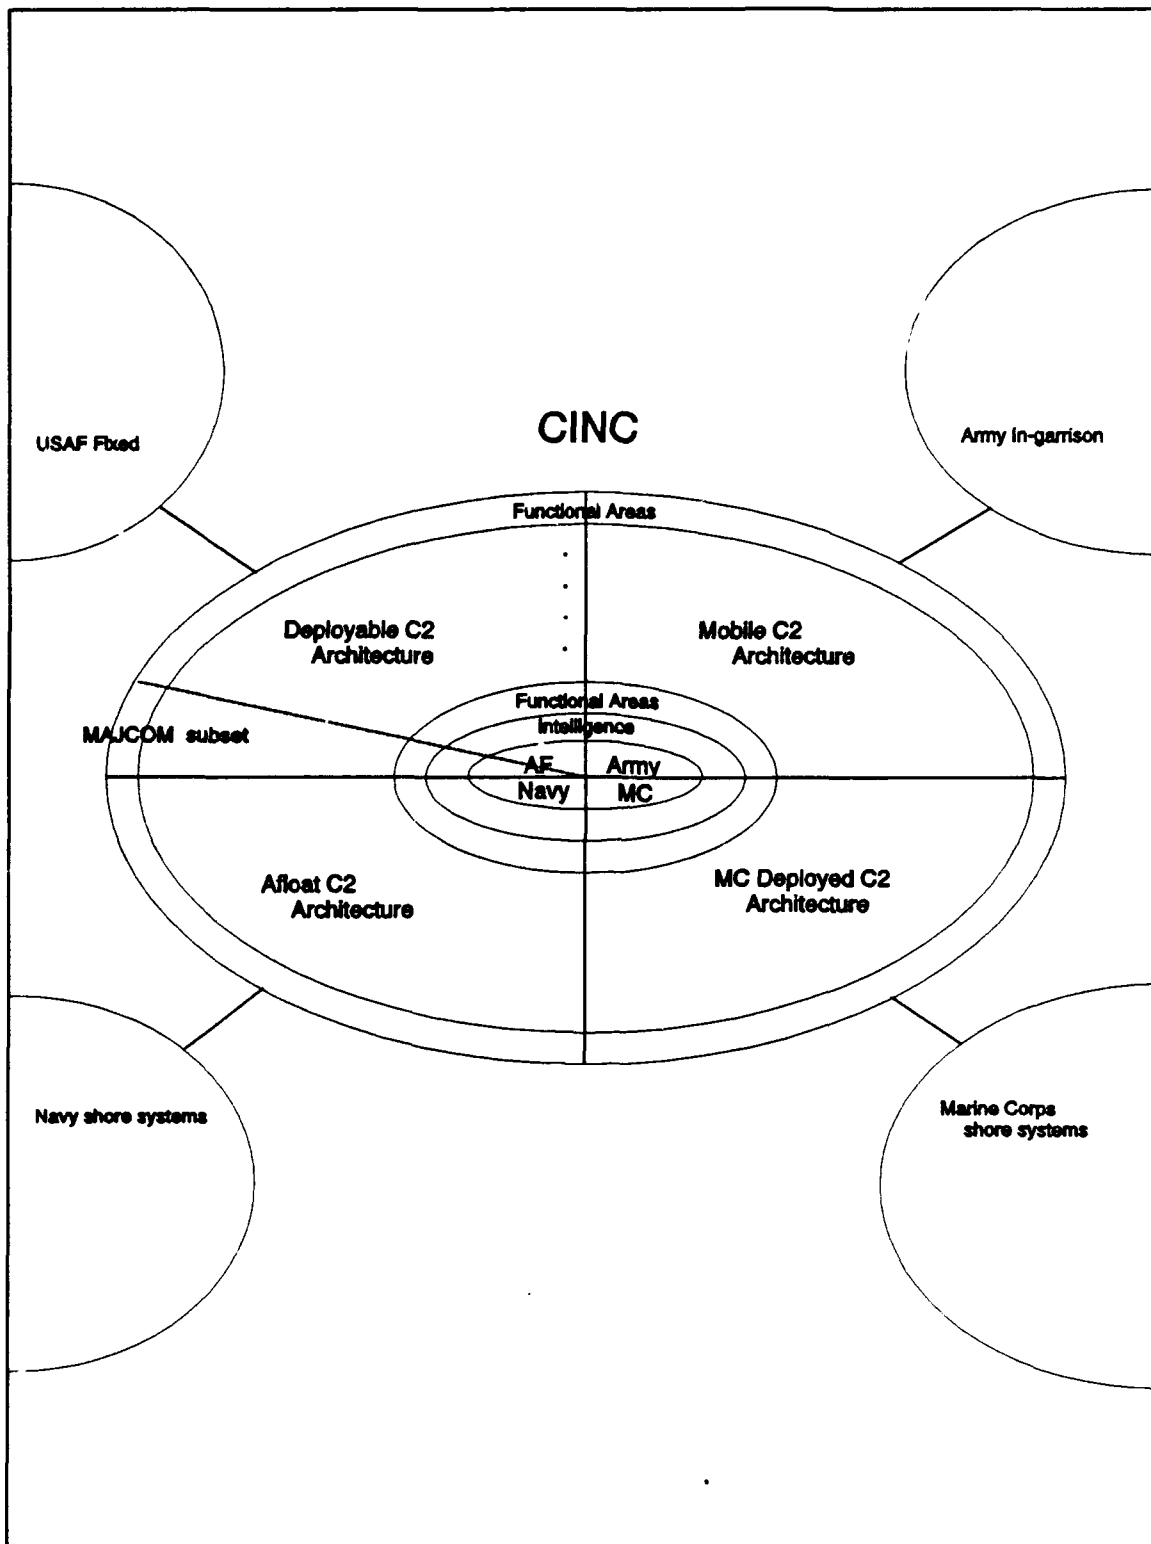 CINC
USAF Fixed
Army in-garrison
Functional Areas
Deployable C2
Architecture
Mobile C2
Architecture
Functional Areas
Intelligence
MAJCOM subset
AF
Army
Navy
MC
Afloat C2
Architecture
MC Deployed C2
Architecture
Navy shore systems
Marine Corps
shore systems